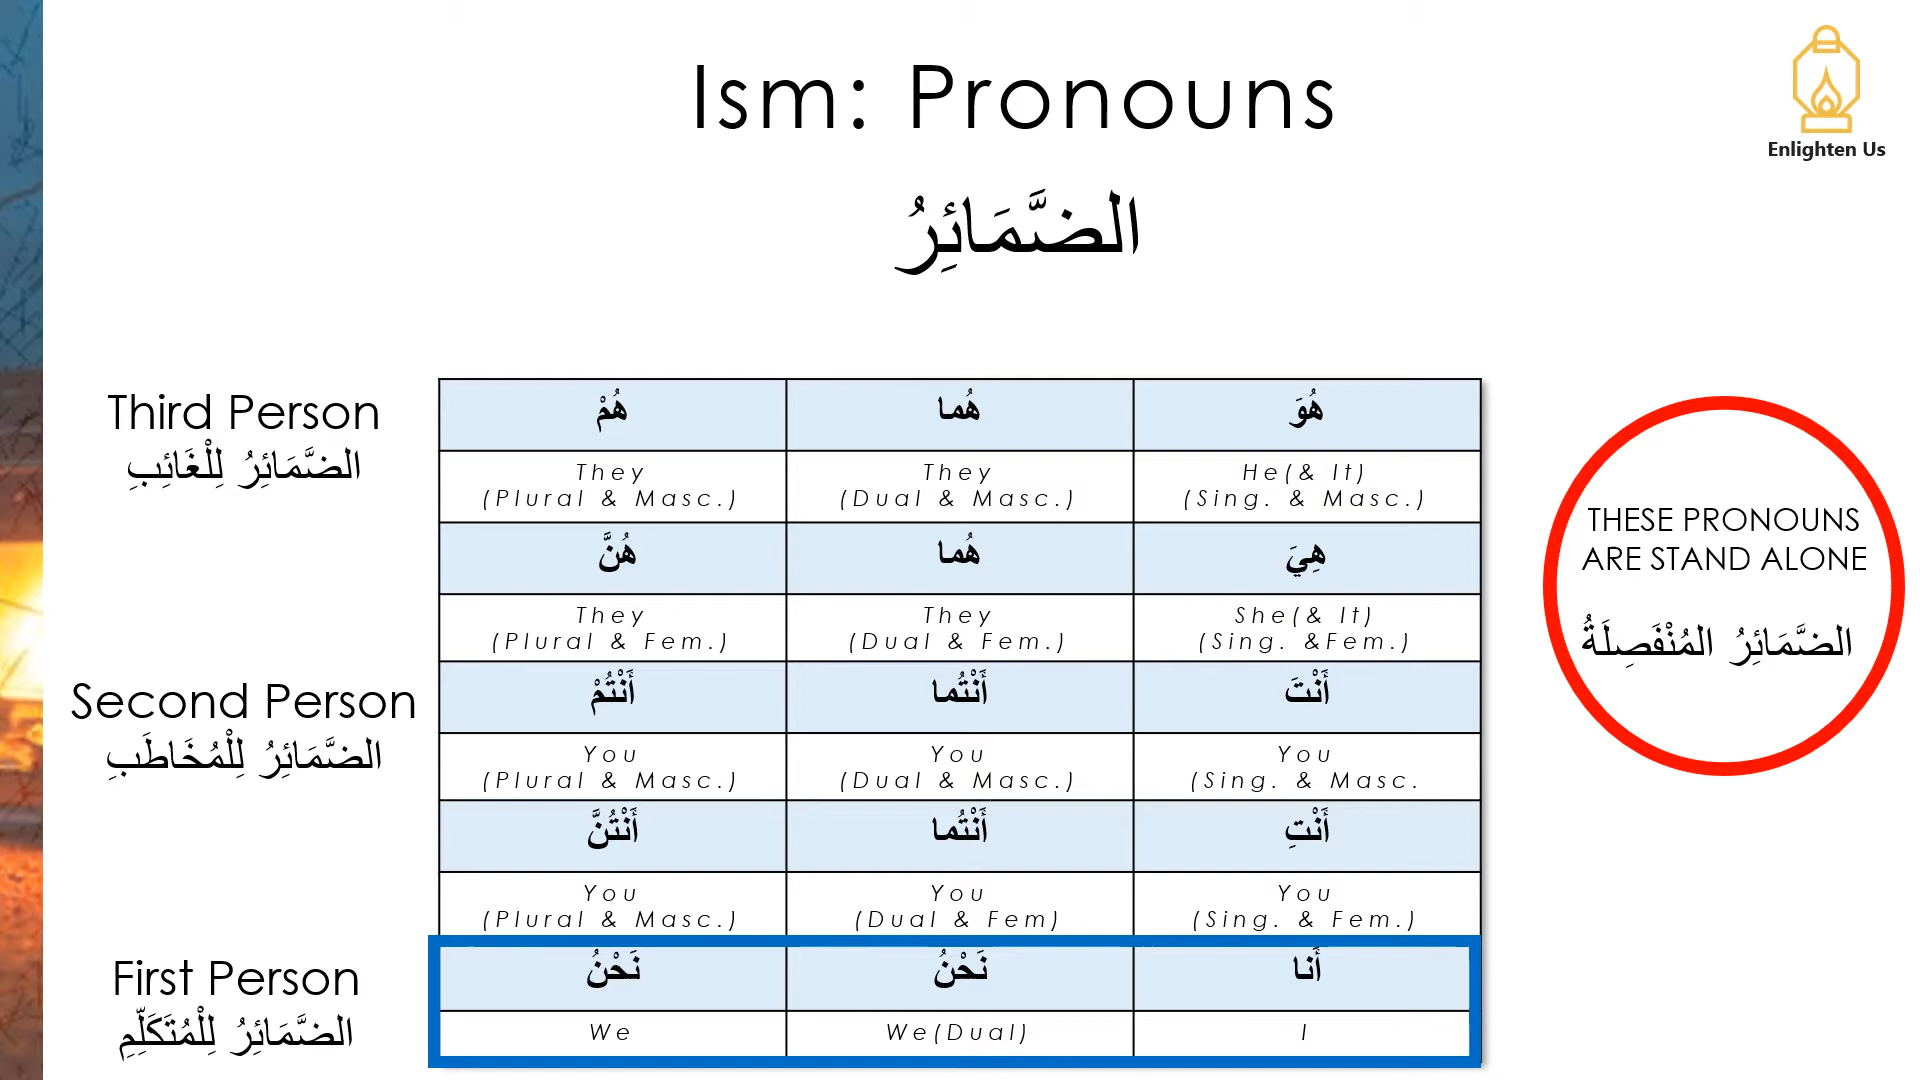 Ism: Pronouns
Enlighten Us
الضَّمَائِرُ
Third Person
الضَّمَائِرُ لِلْغَائِبِ
هُمْ
هُما
هُوَ
They
(Plural & Masc.)
They
(Dual & Masc.)
He(& It)
(Sing. & Masc.)
هُنَّ
هُما
هِيَ
They
(Plural & Fem.)
They
(Dual & Fem.)
She(& It)
(Sing. &Fem.)
Second Person
الضَّمَائِرُ لِلْمُخَاطَبِ
أَنْتُمْ
أَنْتُما
أَنْتَ
You
(Plural & Masc.)
You
(Dual & Masc.)
You
(Sing. & Masc.
أَنْتُنَّ
أَنْتُما
أَنْتِ
You
(Plural & Masc.)
You
(Dual & Fem)
You
(Sing. & Fem.)
First Person
الضَّمَائِرُ لِلْمُتَكَلِّمِ
نَحْنُ
نَحْنُ
أَنا
We
We(Dual)
I
THESE PRONOUNS
ARE STAND ALONE
الضَّمَائِرُ المُنْفَصِلَةُ